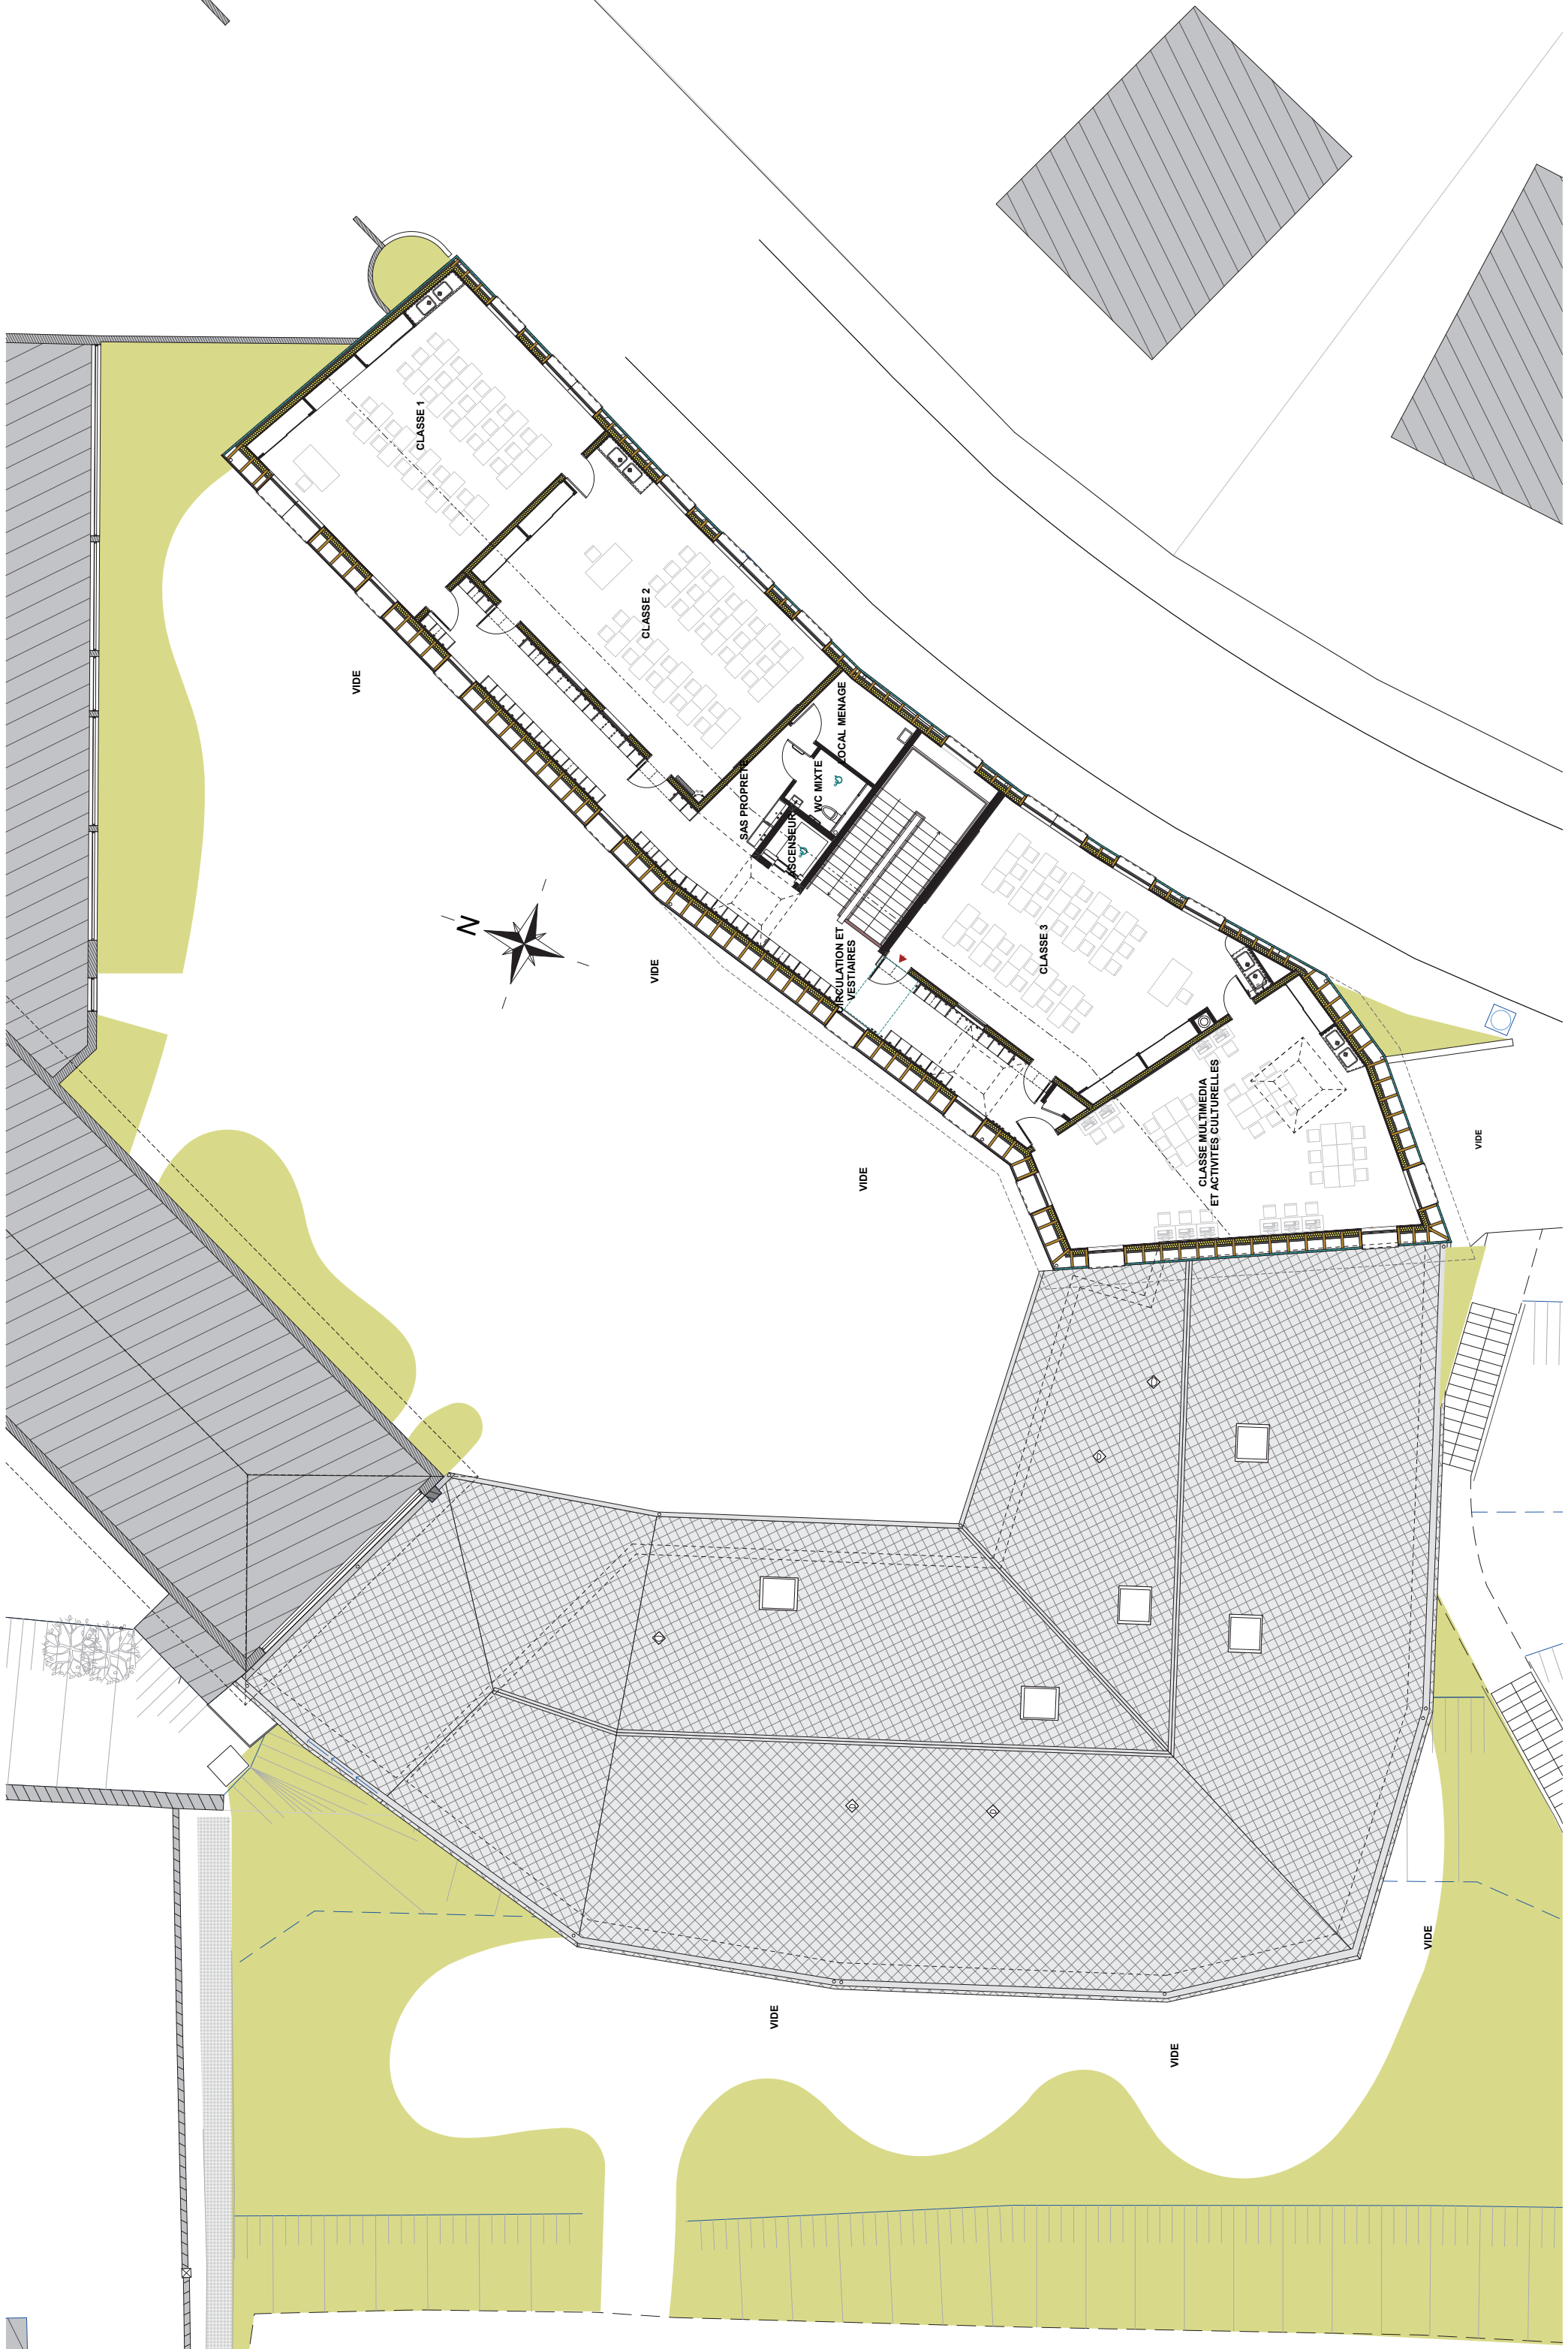 CLASSE 1
CLASSE 2
VIDE
LOCAL MENAGE
SAS PROPRETE
WC MIXTE
ASCENSEUR
N
VIDE
CIRCULATION ET
VESTIAIRES
CLASSE 3
VIDE
CLASSE MULTIMEDIA
ET ACTIVITES CULTURELLES
VIDE
VIDE
VIDE
VIDE